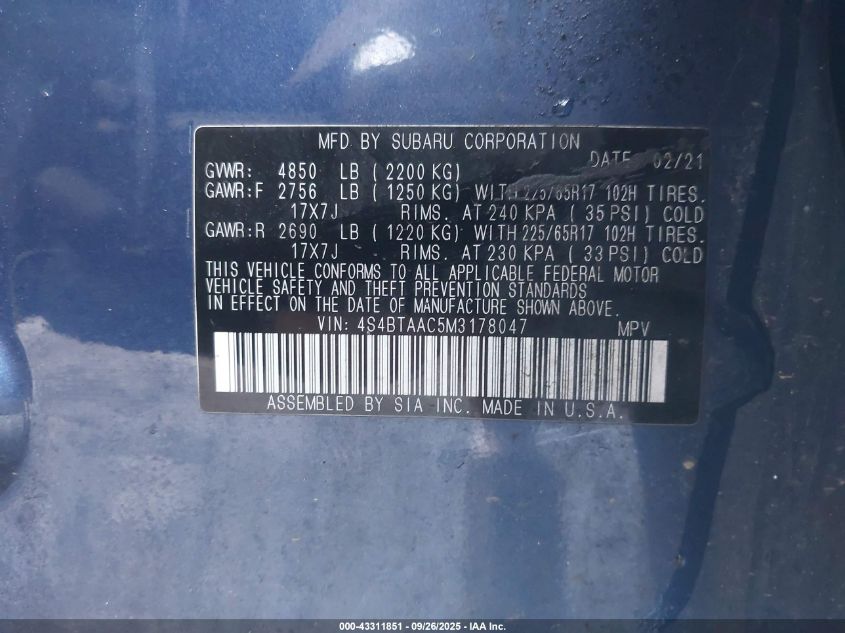 MFD BY SUBARU CORPORATION
DATE 02/21
GVWR: 4850 LB (2200 KG)
GAWR:F 2756 LB (1250 KG) WITH 225/65R17 102H TIRES.
17X7J RIMS. AT 240 KPA (35 PSI) COLD
GAWR:R 2690 LB (1220 KG) WITH 225/65R17 102H TIRES.
17X7J RIMS. AT 230 KPA (33 PSI) COLD
THIS VEHICLE CONFORMS TO ALL APPLICABLE FEDERAL MOTOR
VEHICLE SAFETY AND THEFT PREVENTION STANDARDS
IN EFFECT ON THE DATE OF MANUFACTURE SHOWN ABOVE.
VIN: 4S4BTAAC5M3178047 MPV
ASSEMBLED BY SIA INC. MADE IN U.S.A.
000-43311851 - 09/26/2025 - IAA Inc.